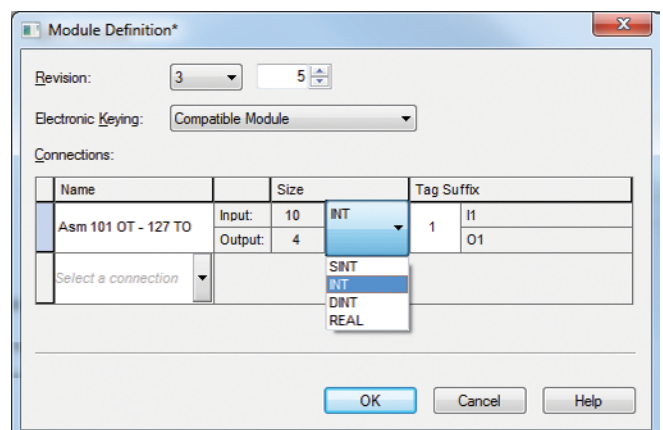 Module Definition*
Revision: 3 5
Electronic Keying: Compatible Module
Connections:
Name Size Tag Suffix
Asm 101 OT - 127 TO Input: 10 INT 1 I1
Output: 4 O1
Select a connection
SINT
INT
DINT
REAL
OK Cancel Help